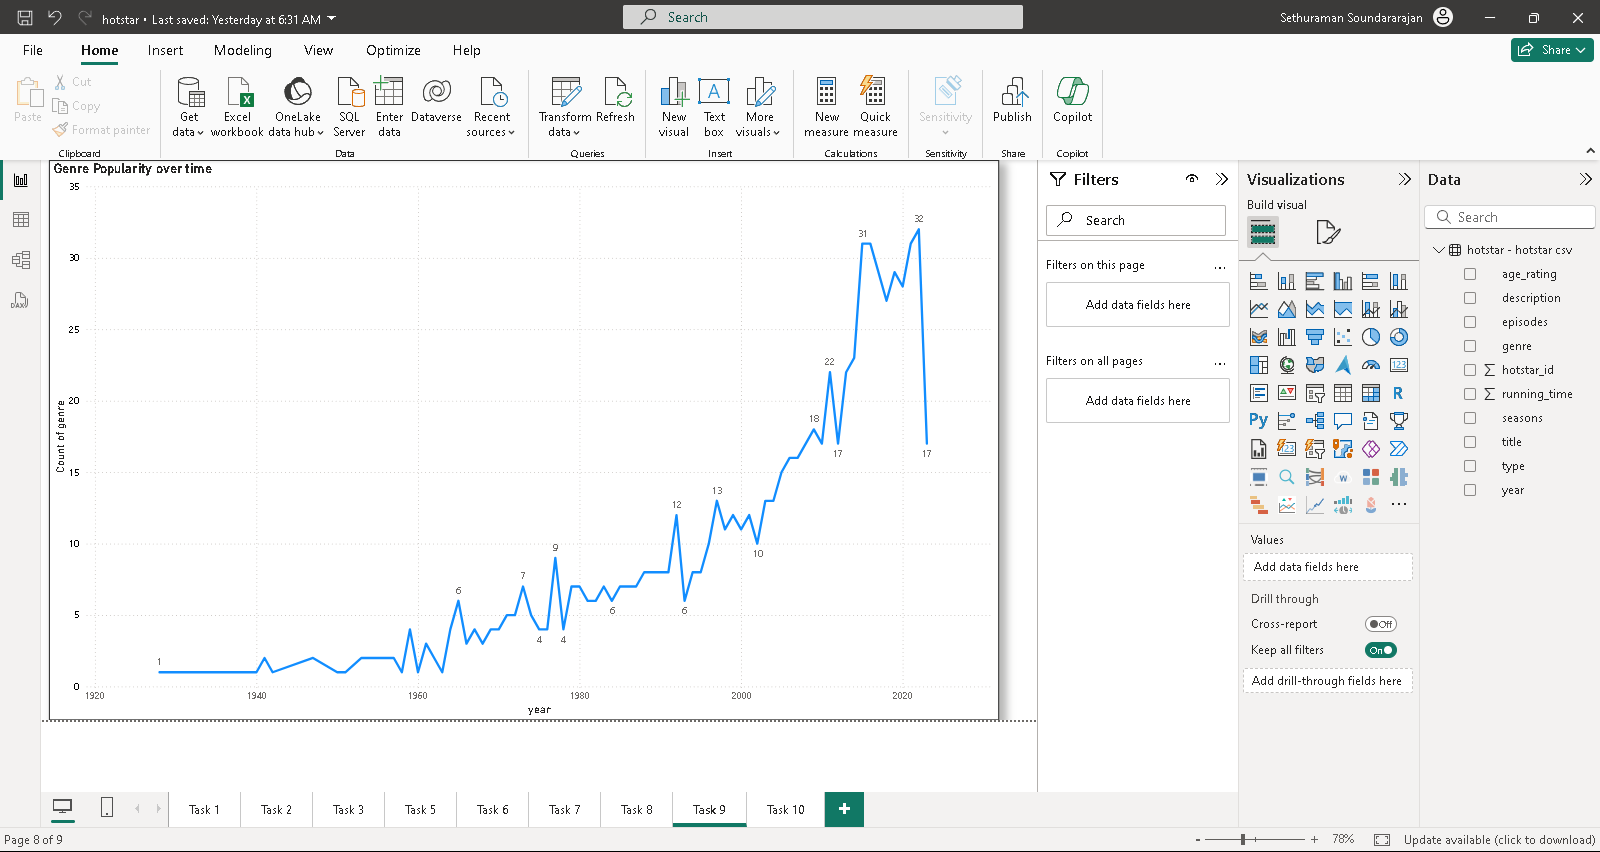 hotstar • Last saved: Yesterday at 6:31 AM
Search
Sethuraman Soundararajan
File
Home
Insert
Modeling
View
Optimize
Help
Share
Paste
Cut
Copy
Format painter
Clipboard
Get data
Excel workbook
OneLake data hub
SQL Server
Enter data
Dataverse
Recent sources
Data
Transform data
Refresh
Queries
New visual
Text box
More visuals
Insert
New measure
Quick measure
Calculations
Sensitivity
Sensitivity
Publish
Share
Copilot
Copilot
DAX
Genre Popularity over time
Count of genre
35
30
25
20
15
10
5
0
1
6
7
4
9
4
6
12
6
13
10
18
22
17
31
32
17
1920
1940
1960
1980
2000
2020
year
Filters
Search
Filters on this page
...
Add data fields here
Filters on all pages
...
Add data fields here
Visualizations
Build visual
123
R
Py
123
W
...
Values
Add data fields here
Drill through
Cross-report
Off
Keep all filters
On
Add drill-through fields here
Data
Search
hotstar - hotstar csv
age_rating
description
episodes
genre
hotstar_id
running_time
seasons
title
type
year
Task 1
Task 2
Task 3
Task 5
Task 6
Task 7
Task 8
Task 9
Task 10
+
Page 8 of 9
- + 78%
Update available (click to download)